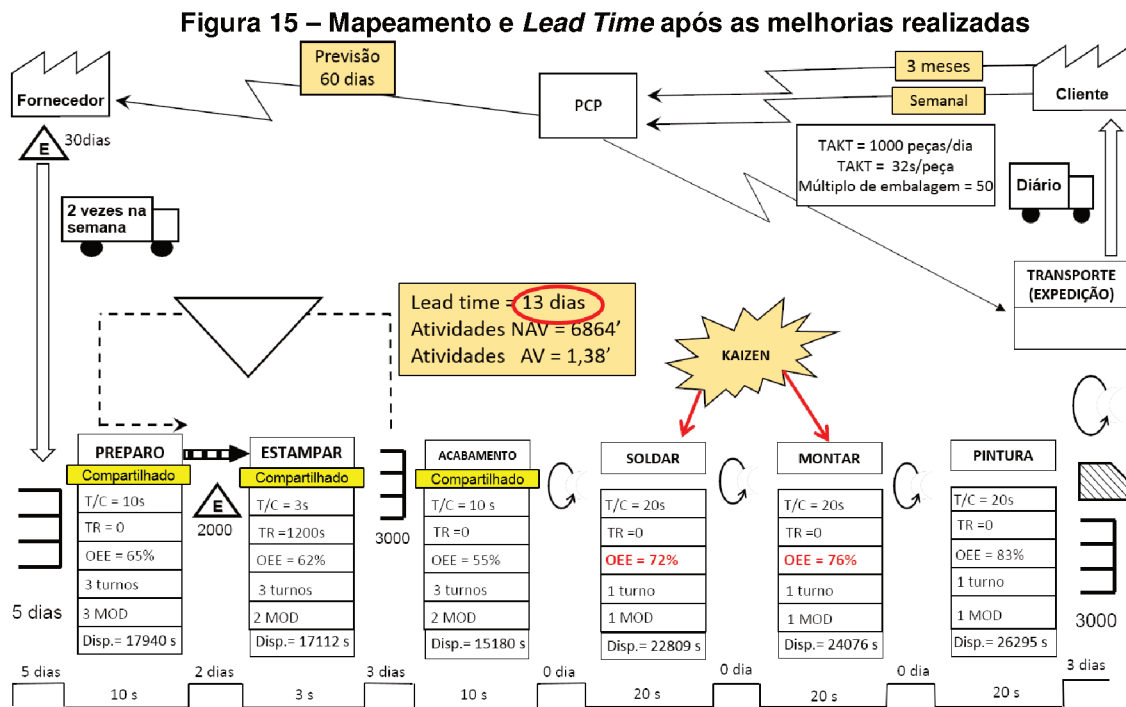 Figura 15 – Mapeamento e Lead Time após as melhorias realizadas
Previsão
60 dias
Fornecedor
PCP
3 meses
Semanal
Cliente
E
30dias
TAKT = 1000 peças/dia
TAKT = 32s/peça
Múltiplo de embalagem = 50
Diário
2 vezes na
semana
TRANSPORTE
(EXPEDIÇÃO)
Lead time = 13 dias
Atividades NAV = 6864’
Atividades AV = 1,38’
KAIZEN
PREPARO
Compartilhado
T/C = 10s
TR =0
OEE = 65%
3 turnos
3 MOD
Disp.= 17940 s
E
2000
ESTAMPAR
Compartilhado
T/C = 3s
TR =1200s
OEE = 62%
3 turnos
2 MOD
Disp.= 17112 s
3000
ACABAMENTO
Compartilhado
T/C = 10 s
TR =0
OEE = 55%
3 turnos
2 MOD
Disp.= 15180 s
SOLDAR
T/C = 20s
TR =0
OEE = 72%
1 turno
1 MOD
Disp.= 22809 s
MONTAR
T/C = 20s
TR =0
OEE = 76%
1 turno
1 MOD
Disp.= 24076 s
PINTURA
T/C = 20s
TR =0
OEE = 83%
1 turno
1 MOD
Disp.= 26295 s
5 dias
3000
5 dias
10 s
2 dias
3 s
3 dias
10 s
0 dia
20 s
0 dia
20 s
0 dia
20 s
3 dias